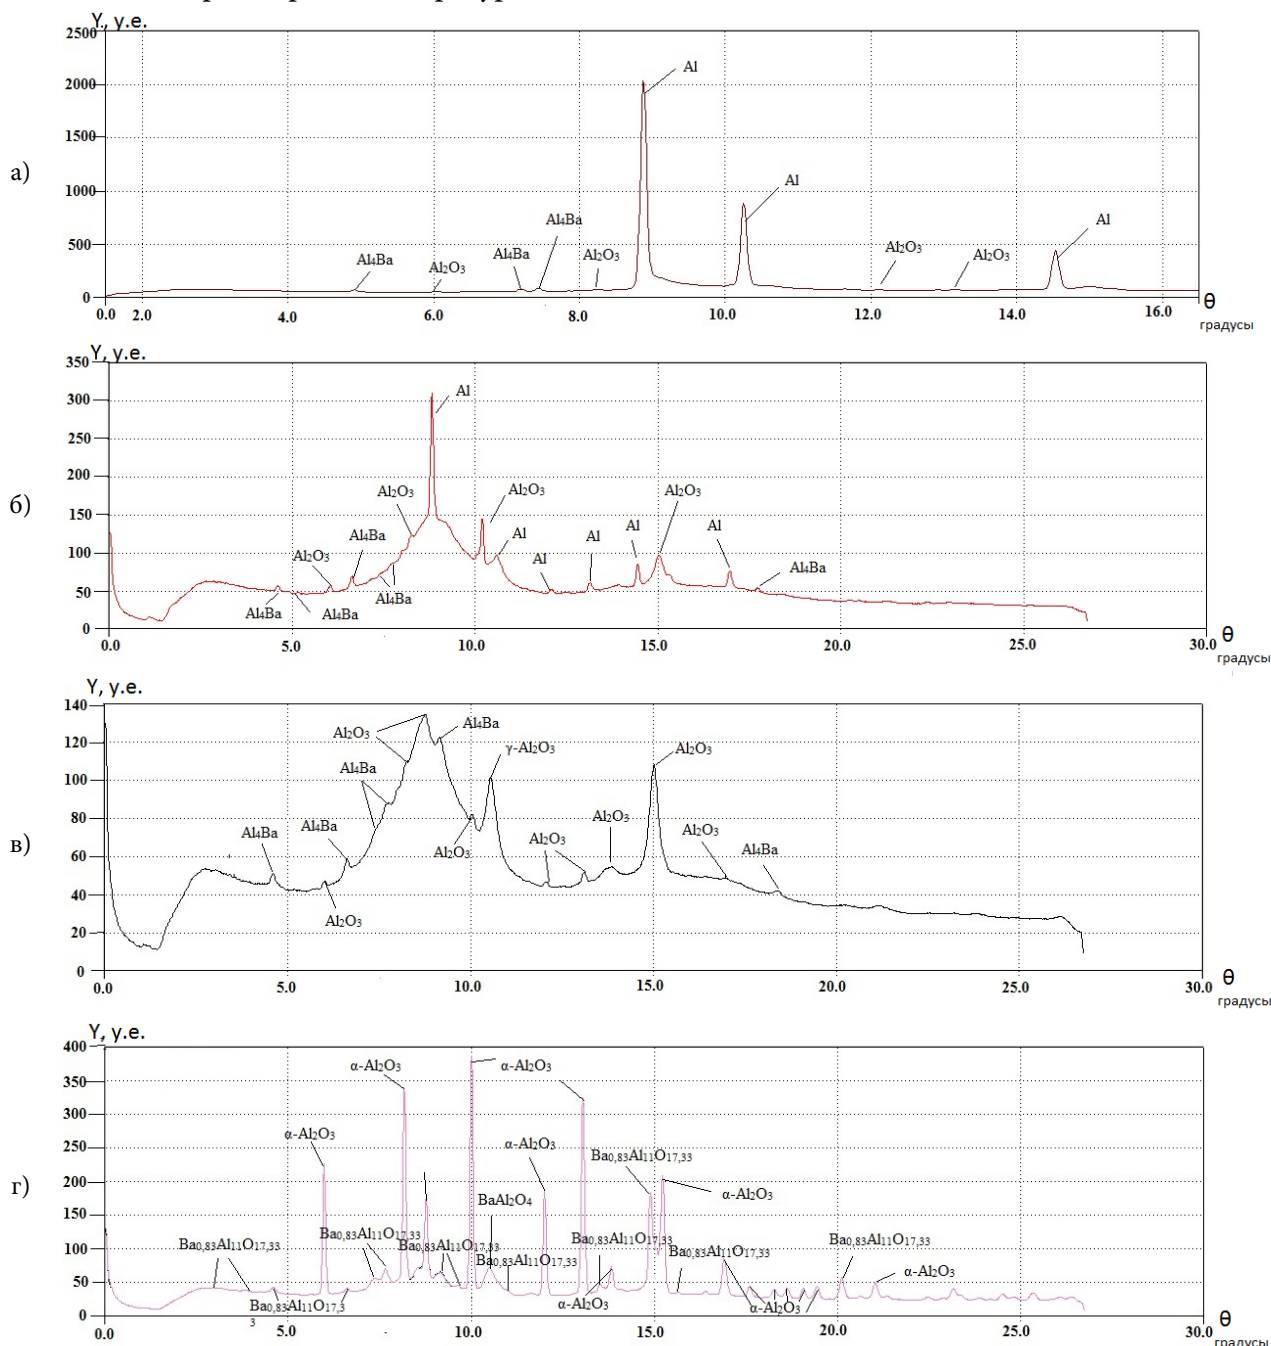 Y, у.е.
2500
2000
1500
1000
500
0
а)
Al
Al
Al
Al₄Ba
Al₂O₃
Al₄Ba
Al₄Ba
Al₂O₃
Al₂O₃
Al₂O₃
0.0 2.0 4.0 6.0 8.0 10.0 12.0 14.0 16.0
θ
градусы
Y, у.е.
350
300
250
200
150
100
50
0
б)
Al
Al₂O₃
Al₂O₃
Al₂O₃
Al₄Ba
Al₂O₃
Al
Al
Al
Al
Al
Al₄Ba
Al₄Ba
Al₄Ba
Al₄Ba
0.0 5.0 10.0 15.0 20.0 25.0 30.0
θ
градусы
Y, у.е.
140
120
100
80
60
40
20
0
в)
Al₂O₃
Al₄Ba
γ-Al₂O₃
Al₂O₃
Al₄Ba
Al₄Ba
Al₄Ba
Al₂O₃
Al₂O₃
Al₂O₃
Al₂O₃
Al₄Ba
Al₂O₃
0.0 5.0 10.0 15.0 20.0 25.0 30.0
θ
градусы
Y, у.е.
400
350
300
250
200
150
100
50
0
г)
α-Al₂O₃
α-Al₂O₃
α-Al₂O₃
α-Al₂O₃
Ba₀,₈₃Al₁₁O₁₇,₃₃
α-Al₂O₃
BaAl₂O₄
Ba₀,₈₃Al₁₁O₁₇,₃₃
Ba₀,₈₃Al₁₁O₁₇,₃₃
Ba₀,₈₃Al₁₁O₁₇,₃₃
Ba₀,₈₃Al₁₁O₁₇,₃₃
Ba₀,₈₃Al₁₁O₁₇,₃₃
Ba₀,₈₃Al₁₁O₁₇,₃₃
Ba₀,₈₃Al₁₁O₁₇,₃₃
α-Al₂O₃
Ba₀,₈₃Al₁₁O₁₇,₃
₃
α-Al₂O₃
α-Al₂O₃
0.0 5.0 10.0 15.0 20.0 25.0 30.0
θ
градусы